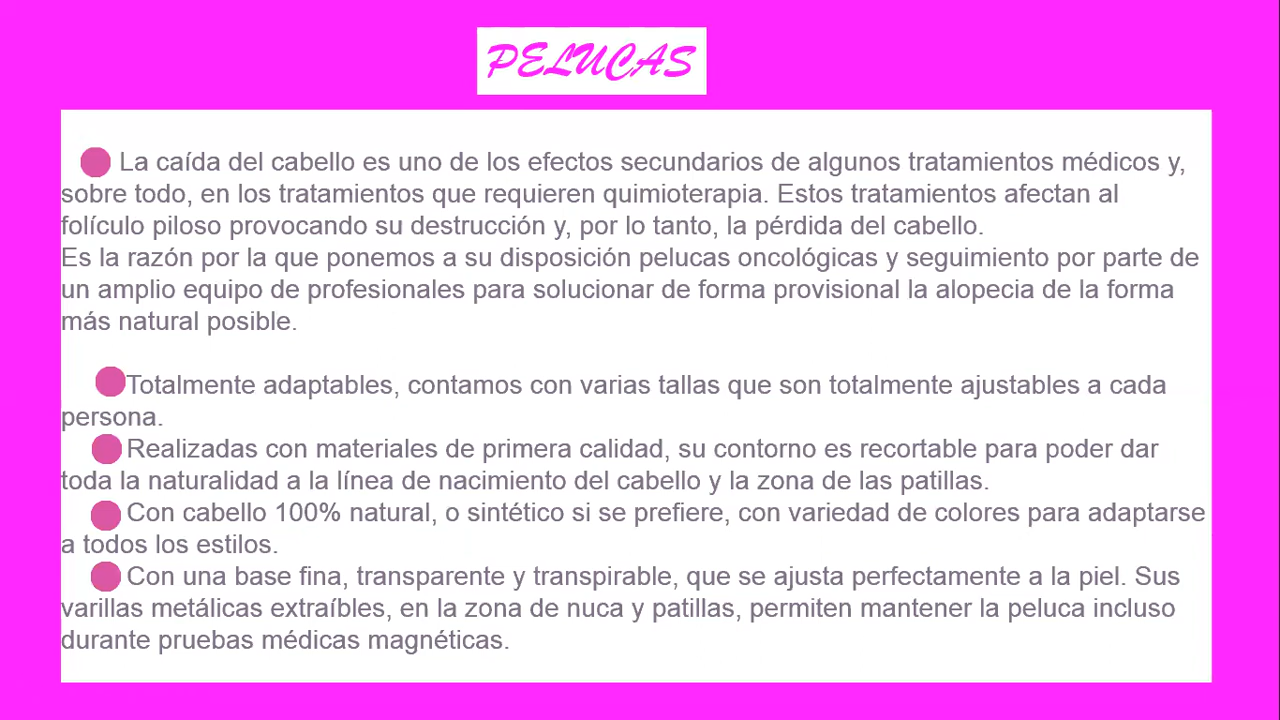 PELUCAS
La caída del cabello es uno de los efectos secundarios de algunos tratamientos médicos y,
sobre todo, en los tratamientos que requieren quimioterapia. Estos tratamientos afectan al
folículo piloso provocando su destrucción y, por lo tanto, la pérdida del cabello.
Es la razón por la que ponemos a su disposición pelucas oncológicas y seguimiento por parte de
un amplio equipo de profesionales para solucionar de forma provisional la alopecia de la forma
más natural posible.
Totalmente adaptables, contamos con varias tallas que son totalmente ajustables a cada
persona.
Realizadas con materiales de primera calidad, su contorno es recortable para poder dar
toda la naturalidad a la línea de nacimiento del cabello y la zona de las patillas.
Con cabello 100% natural, o sintético si se prefiere, con variedad de colores para adaptarse
a todos los estilos.
Con una base fina, transparente y transpirable, que se ajusta perfectamente a la piel. Sus
varillas metálicas extraíbles, en la zona de nuca y patillas, permiten mantener la peluca incluso
durante pruebas médicas magnéticas.